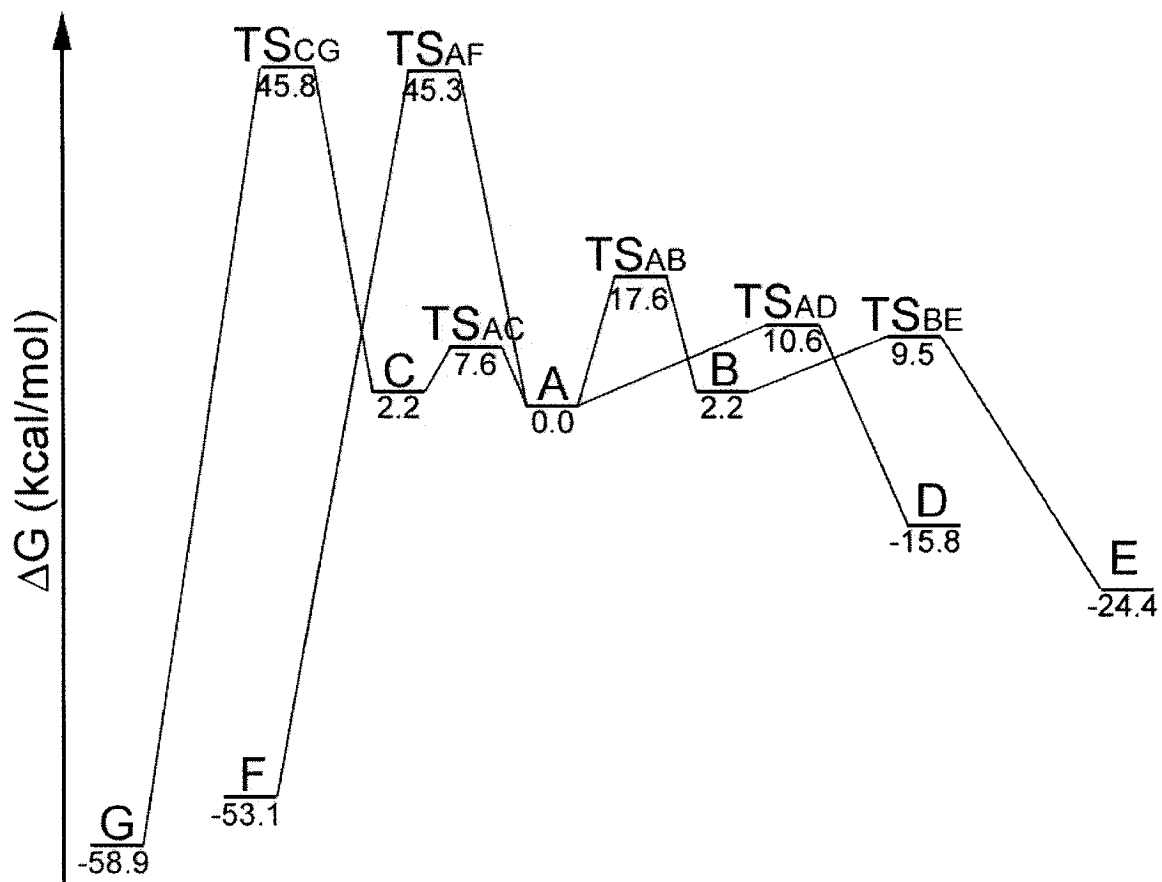 TSCG
45.8
TSAF
45.3
TSAB
17.6
TSAC
7.6
TSAD
10.6
TSBE
9.5
C
2.2
A
0.0
B
2.2
D
-15.8
E
-24.4
F
-53.1
G
-58.9
ΔG (kcal/mol)